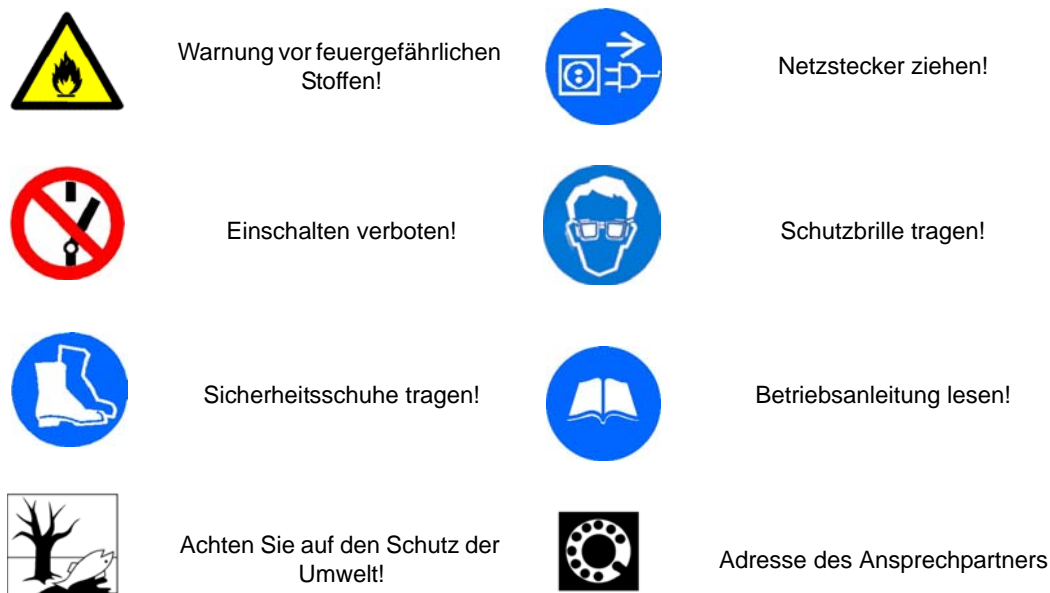 Warnung vor feuergefährlichen
Stoffen!
Netzstecker ziehen!
Einschalten verboten!
Schutzbrille tragen!
Sicherheitsschuhe tragen!
Betriebsanleitung lesen!
Achten Sie auf den Schutz der
Umwelt!
Adresse des Ansprechpartners